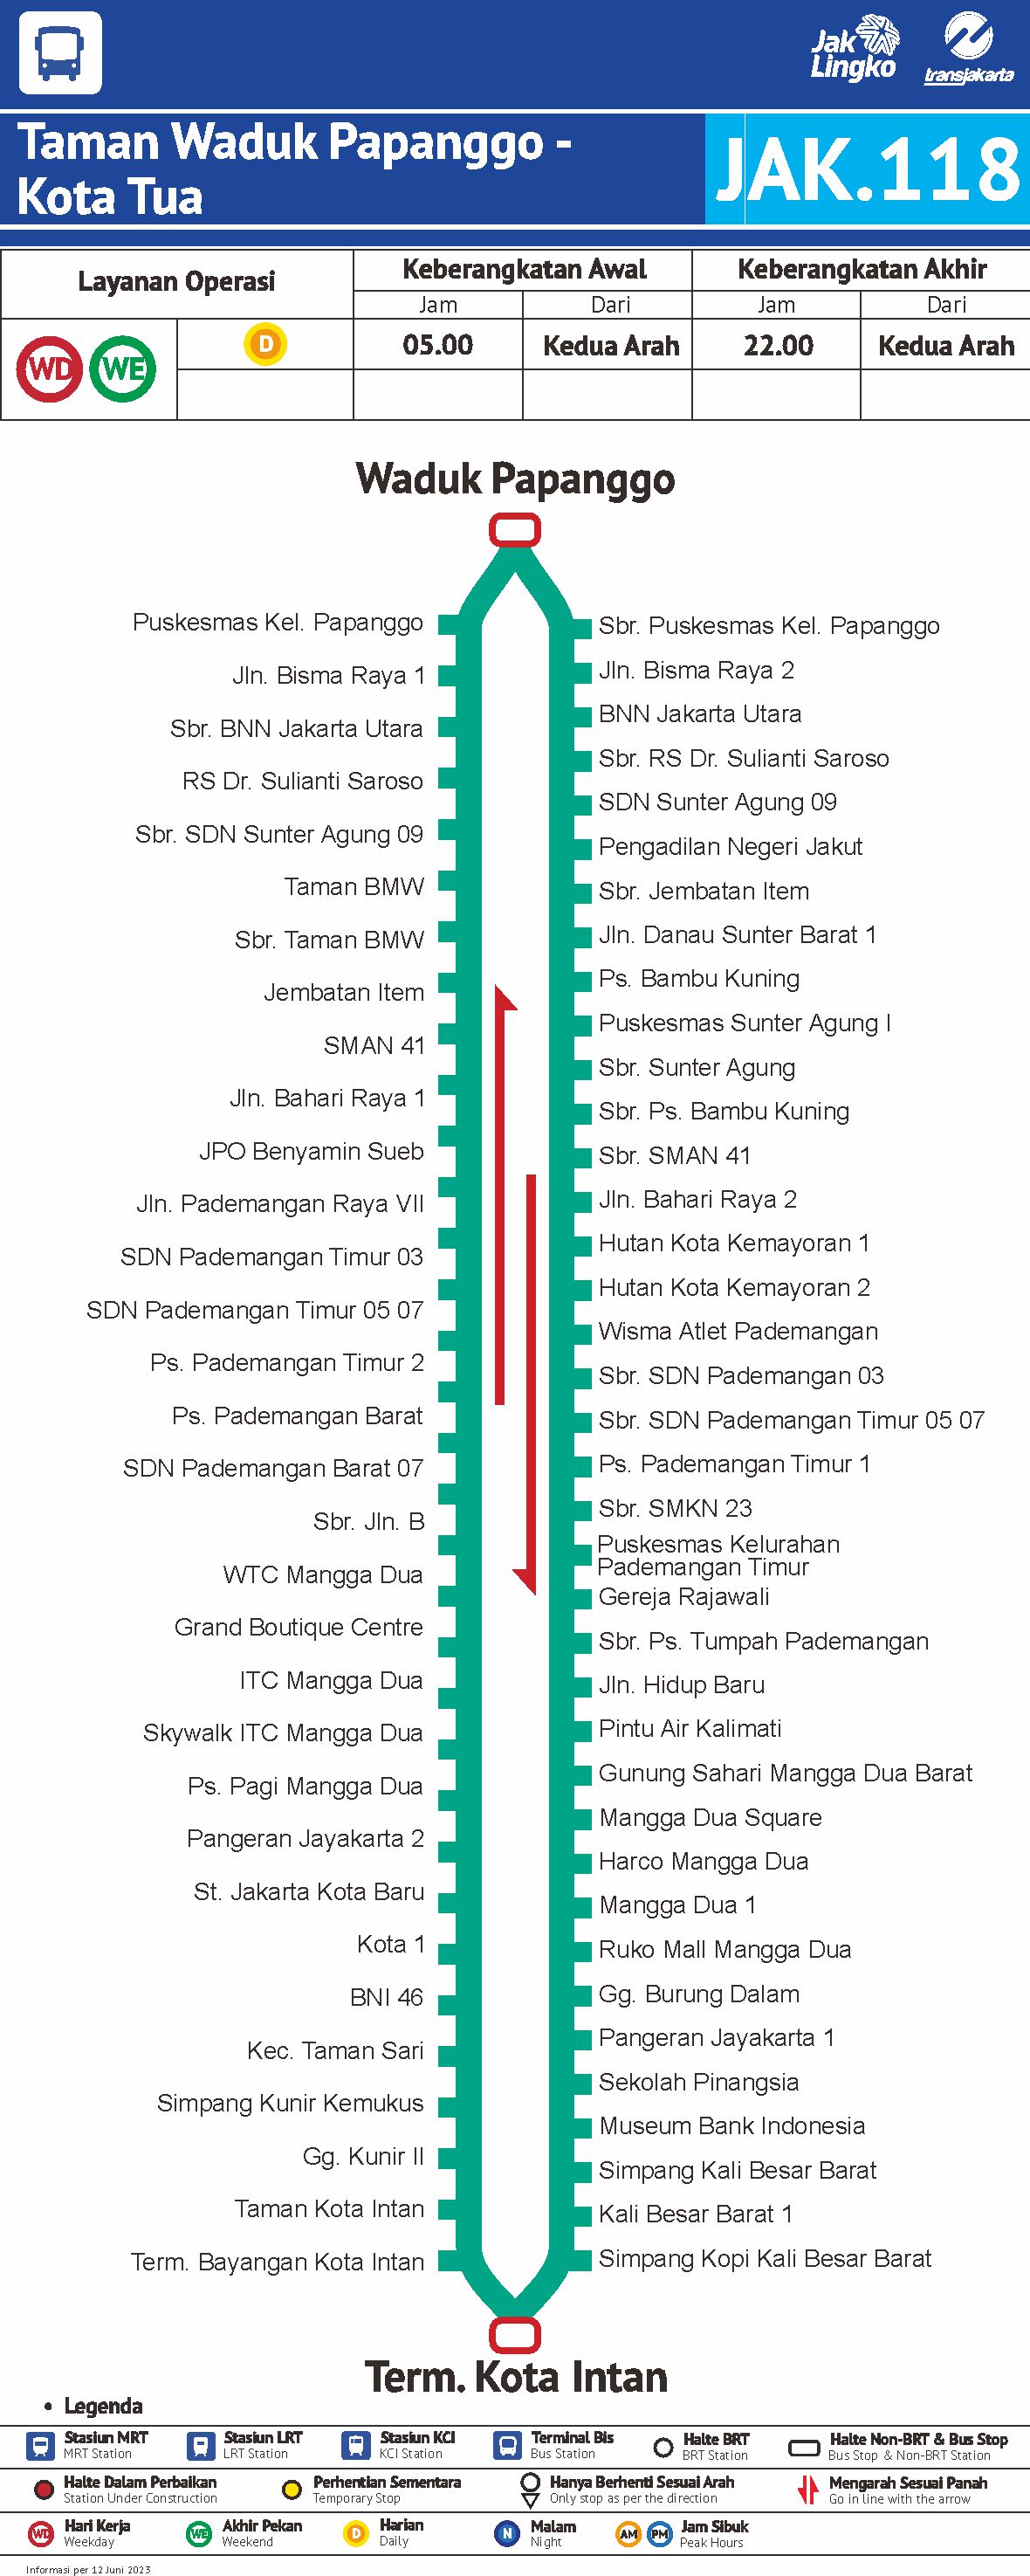 Jak
Lingko
transjakarta
Taman Waduk Papanggo -
Kota Tua
JAK.118
Layanan Operasi
Keberangkatan Awal
Keberangkatan Akhir
Jam
Dari
Jam
Dari
WD
WE
D
05.00
Kedua Arah
22.00
Kedua Arah
Waduk Papanggo
Puskesmas Kel. Papanggo
Jln. Bisma Raya 1
Sbr. BNN Jakarta Utara
RS Dr. Sulianti Saroso
Sbr. SDN Sunter Agung 09
Taman BMW
Sbr. Taman BMW
Jembatan Item
SMAN 41
Jln. Bahari Raya 1
JPO Benyamin Sueb
Jln. Pademangan Raya VII
SDN Pademangan Timur 03
SDN Pademangan Timur 05 07
Ps. Pademangan Timur 2
Ps. Pademangan Barat
SDN Pademangan Barat 07
Sbr. Jln. B
WTC Mangga Dua
Grand Boutique Centre
ITC Mangga Dua
Skywalk ITC Mangga Dua
Ps. Pagi Mangga Dua
Pangeran Jayakarta 2
St. Jakarta Kota Baru
Kota 1
BNI 46
Kec. Taman Sari
Simpang Kunir Kemukus
Gg. Kunir II
Taman Kota Intan
Term. Bayangan Kota Intan
Sbr. Puskesmas Kel. Papanggo
Jln. Bisma Raya 2
BNN Jakarta Utara
Sbr. RS Dr. Sulianti Saroso
SDN Sunter Agung 09
Pengadilan Negeri Jakut
Sbr. Jembatan Item
Jln. Danau Sunter Barat 1
Ps. Bambu Kuning
Puskesmas Sunter Agung I
Sbr. Sunter Agung
Sbr. Ps. Bambu Kuning
Sbr. SMAN 41
Jln. Bahari Raya 2
Hutan Kota Kemayoran 1
Hutan Kota Kemayoran 2
Wisma Atlet Pademangan
Sbr. SDN Pademangan 03
Sbr. SDN Pademangan Timur 05 07
Ps. Pademangan Timur 1
Sbr. SMKN 23
Puskesmas Kelurahan
Pademangan Timur
Gereja Rajawali
Sbr. Ps. Tumpah Pademangan
Jln. Hidup Baru
Pintu Air Kalimati
Gunung Sahari Mangga Dua Barat
Mangga Dua Square
Harco Mangga Dua
Mangga Dua 1
Ruko Mall Mangga Dua
Gg. Burung Dalam
Pangeran Jayakarta 1
Sekolah Pinangsia
Museum Bank Indonesia
Simpang Kali Besar Barat
Kali Besar Barat 1
Simpang Kopi Kali Besar Barat
Term. Kota Intan
• Legenda
Stasiun MRT
MRT Station
Stasiun LRT
LRT Station
Stasiun KCI
KCI Station
Terminal Bis
Bus Station
Halte BRT
BRT Station
Halte Non-BRT & Bus Stop
Bus Stop & Non-BRT Station
Halte Dalam Perbaikan
Station Under Construction
Perhentian Sementara
Temporary Stop
Hanya Berhenti Sesuai Arah
Only stop as per the direction
Mengarah Sesuai Panah
Go in line with the arrow
WD
Hari Kerja
Weekday
WE
Akhir Pekan
Weekend
D
Harian
Daily
N
Malam
Night
AM
PM
Jam Sibuk
Peak Hours
Informasi per 12 Juni 2023